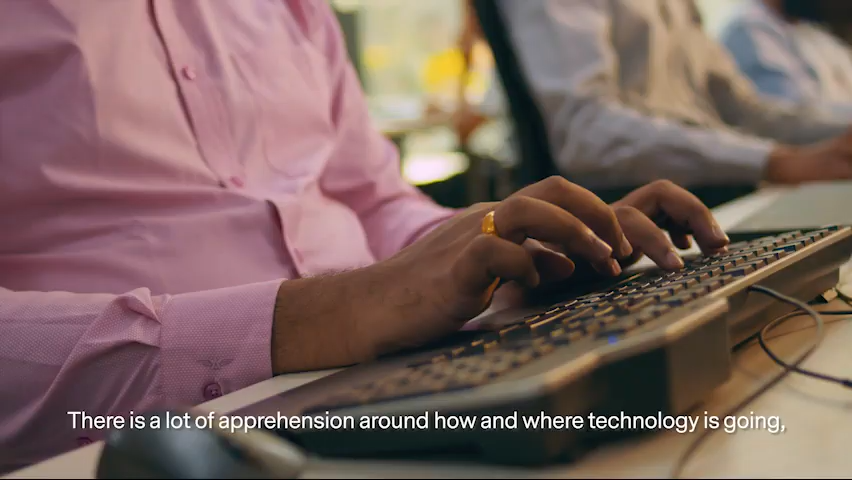 There is a lot of apprehension around how and where technology is going,